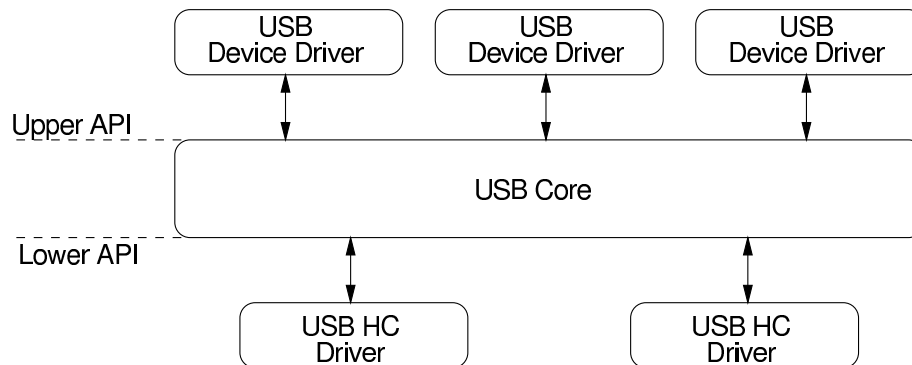 USB
Device Driver
USB
Device Driver
USB
Device Driver
Upper API
USB Core
Lower API
USB HC
Driver
USB HC
Driver